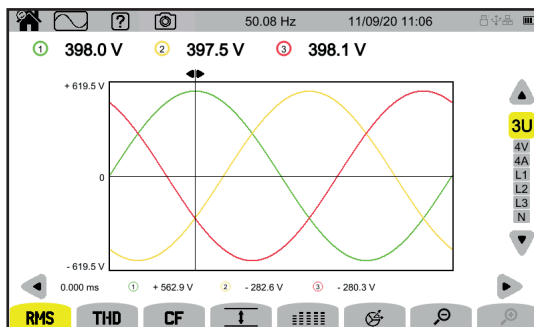 ? 50.08 Hz 11/09/20 11:06
1 398.0 V 2 397.5 V 3 398.1 V
+ 619.5 V
0
- 619.5 V
3U
4V
4A
L1
L2
L3
N
0.000 ms 1 + 562.9 V 2 - 282.6 V 3 - 280.3 V
RMS THD CF